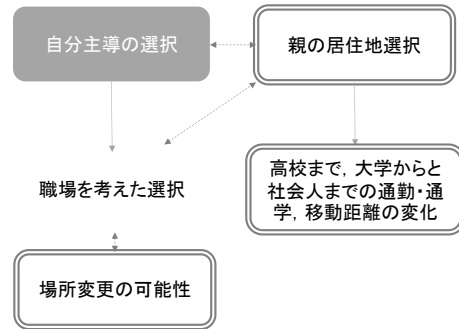 自分主導の選択
親の居住地選択
職場を考えた選択
高校まで，大学からと
社会人までの通勤・通
学，移動距離の変化
場所変更の可能性